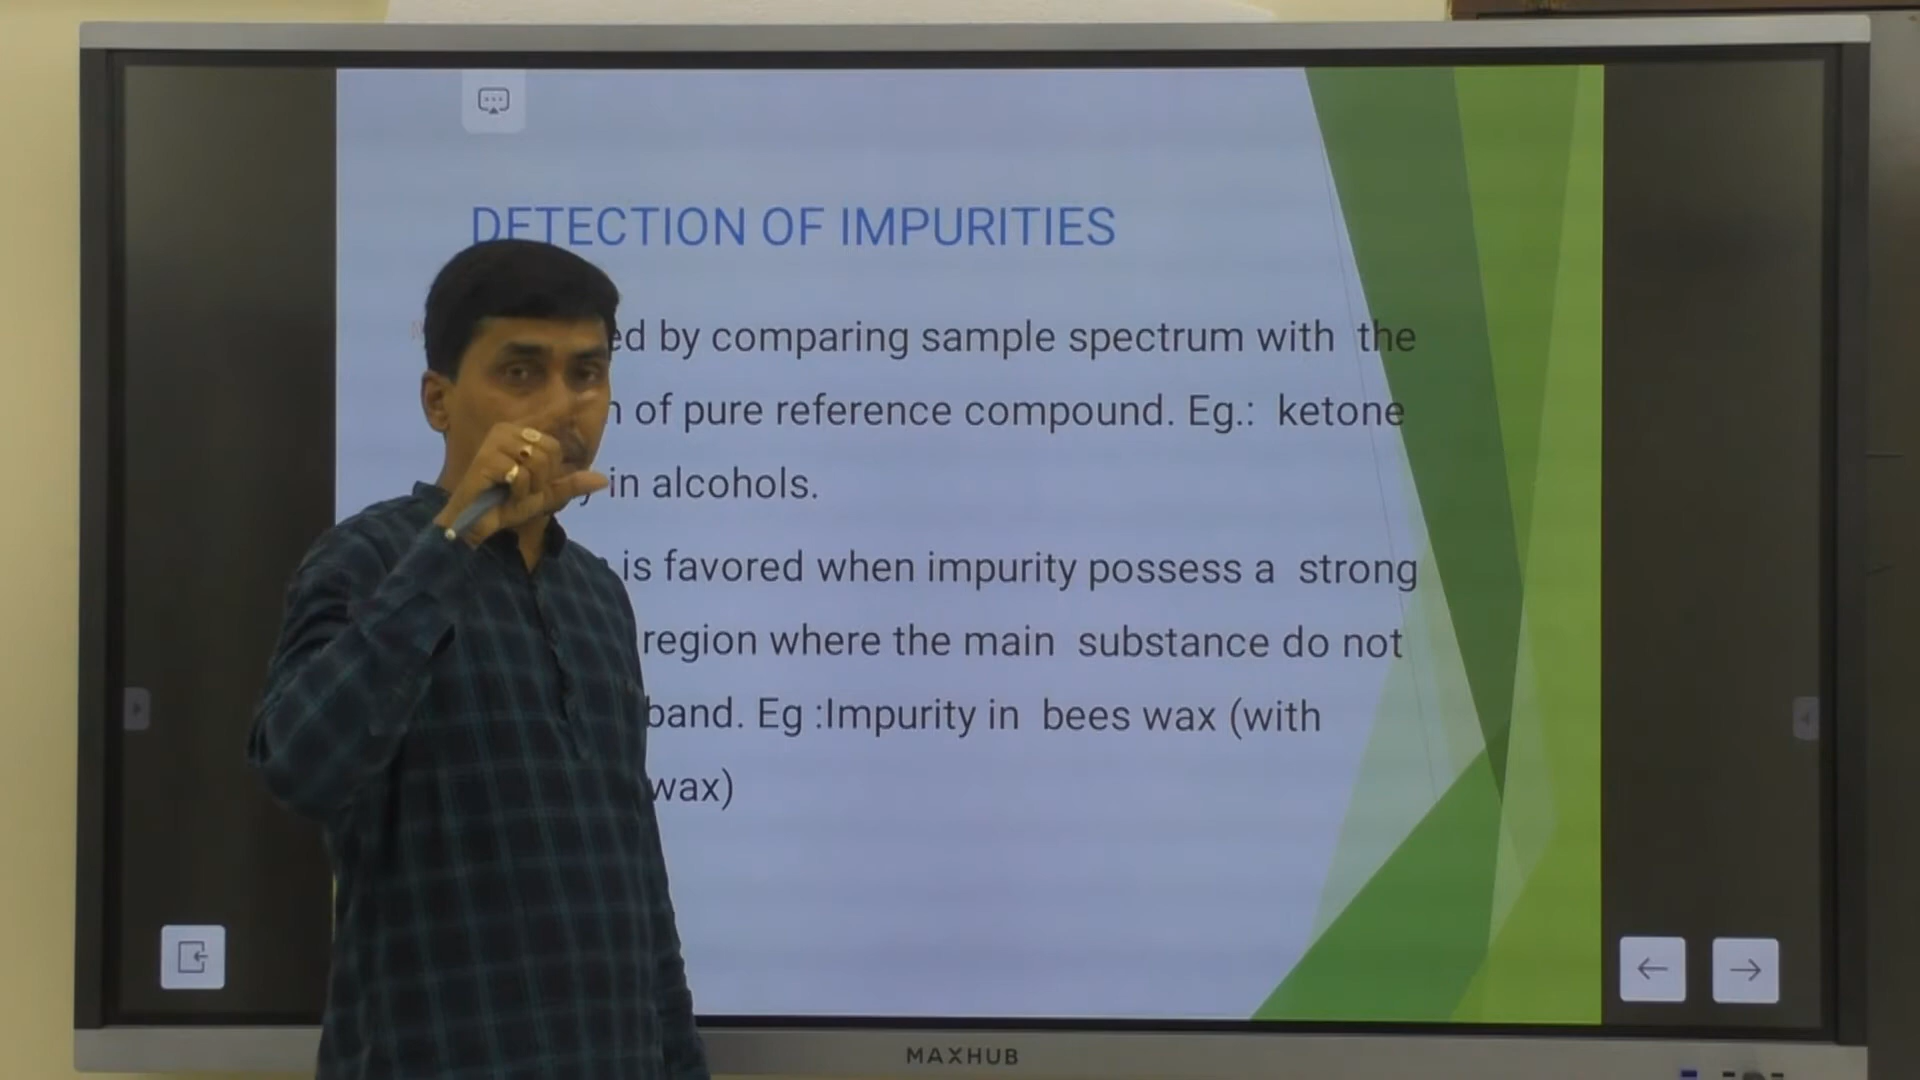 DETECTION OF IMPURITIES
by comparing sample spectrum with the
of pure reference compound. Eg.: ketone
in alcohols.
is favored when impurity possess a strong
region where the main substance do not
band. Eg :Impurity in bees wax (with
wax)
MAXHUB